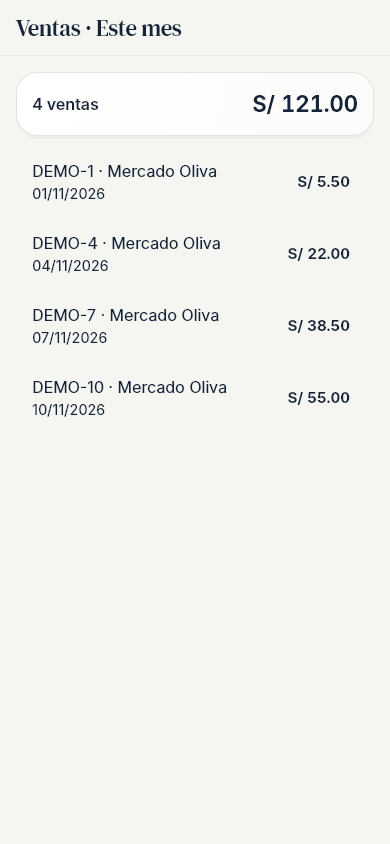 Ventas · Este mes
4 ventas S/ 121.00
DEMO-1 · Mercado Oliva
01/11/2026
S/ 5.50
DEMO-4 · Mercado Oliva
04/11/2026
S/ 22.00
DEMO-7 · Mercado Oliva
07/11/2026
S/ 38.50
DEMO-10 · Mercado Oliva
10/11/2026
S/ 55.00